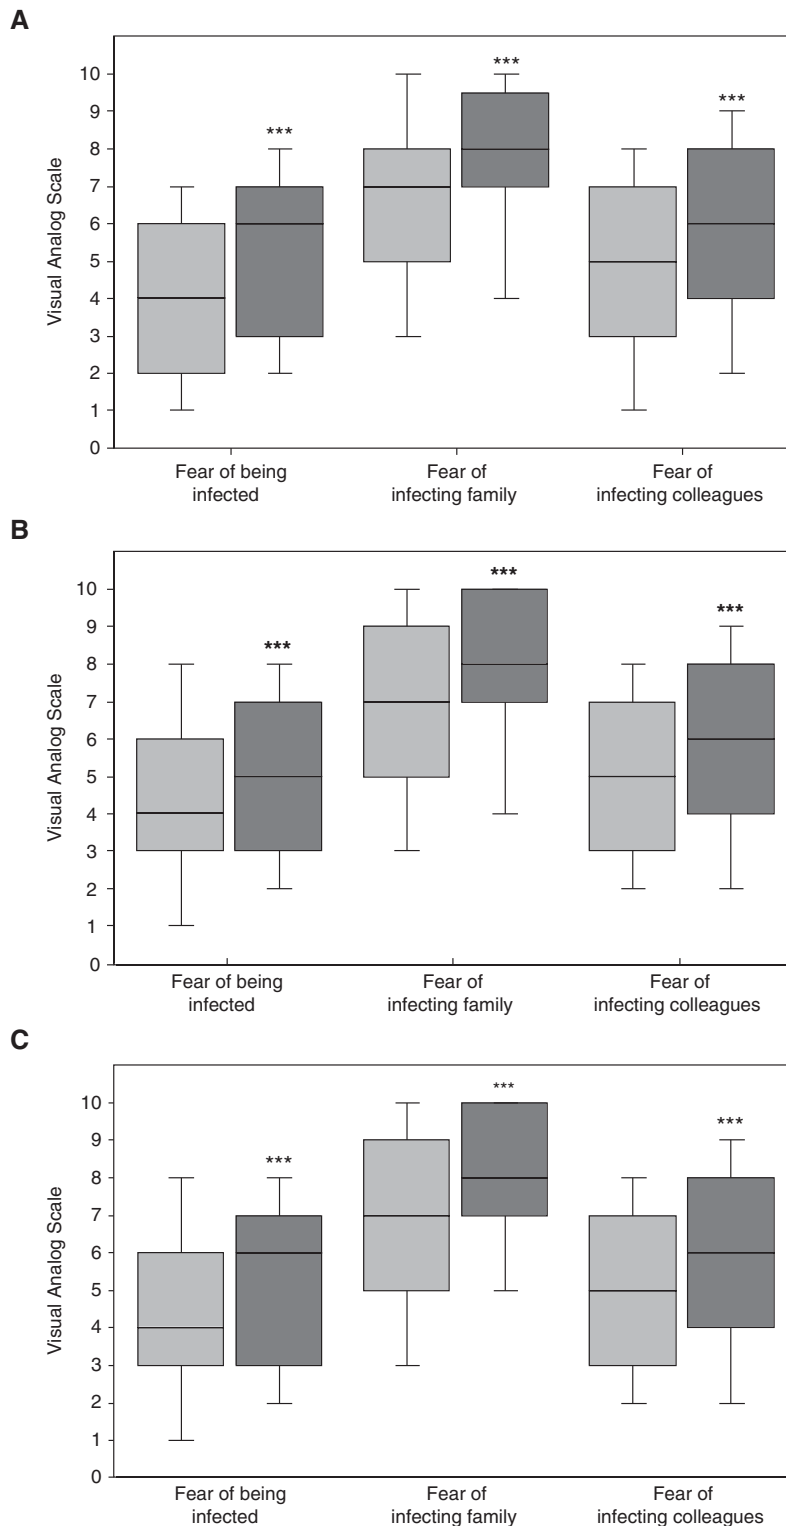 A
***
***
***
10
9
8
7
6
5
4
3
2
1
0
Visual Analog Scale
Fear of being
infected
Fear of
infecting family
Fear of
infecting colleagues
B
***
***
***
10
9
8
7
6
5
4
3
2
1
0
Visual Analog Scale
Fear of being
infected
Fear of
infecting family
Fear of
infecting colleagues
C
***
***
***
10
9
8
7
6
5
4
3
2
1
0
Visual Analog Scale
Fear of being
infected
Fear of
infecting family
Fear of
infecting colleagues